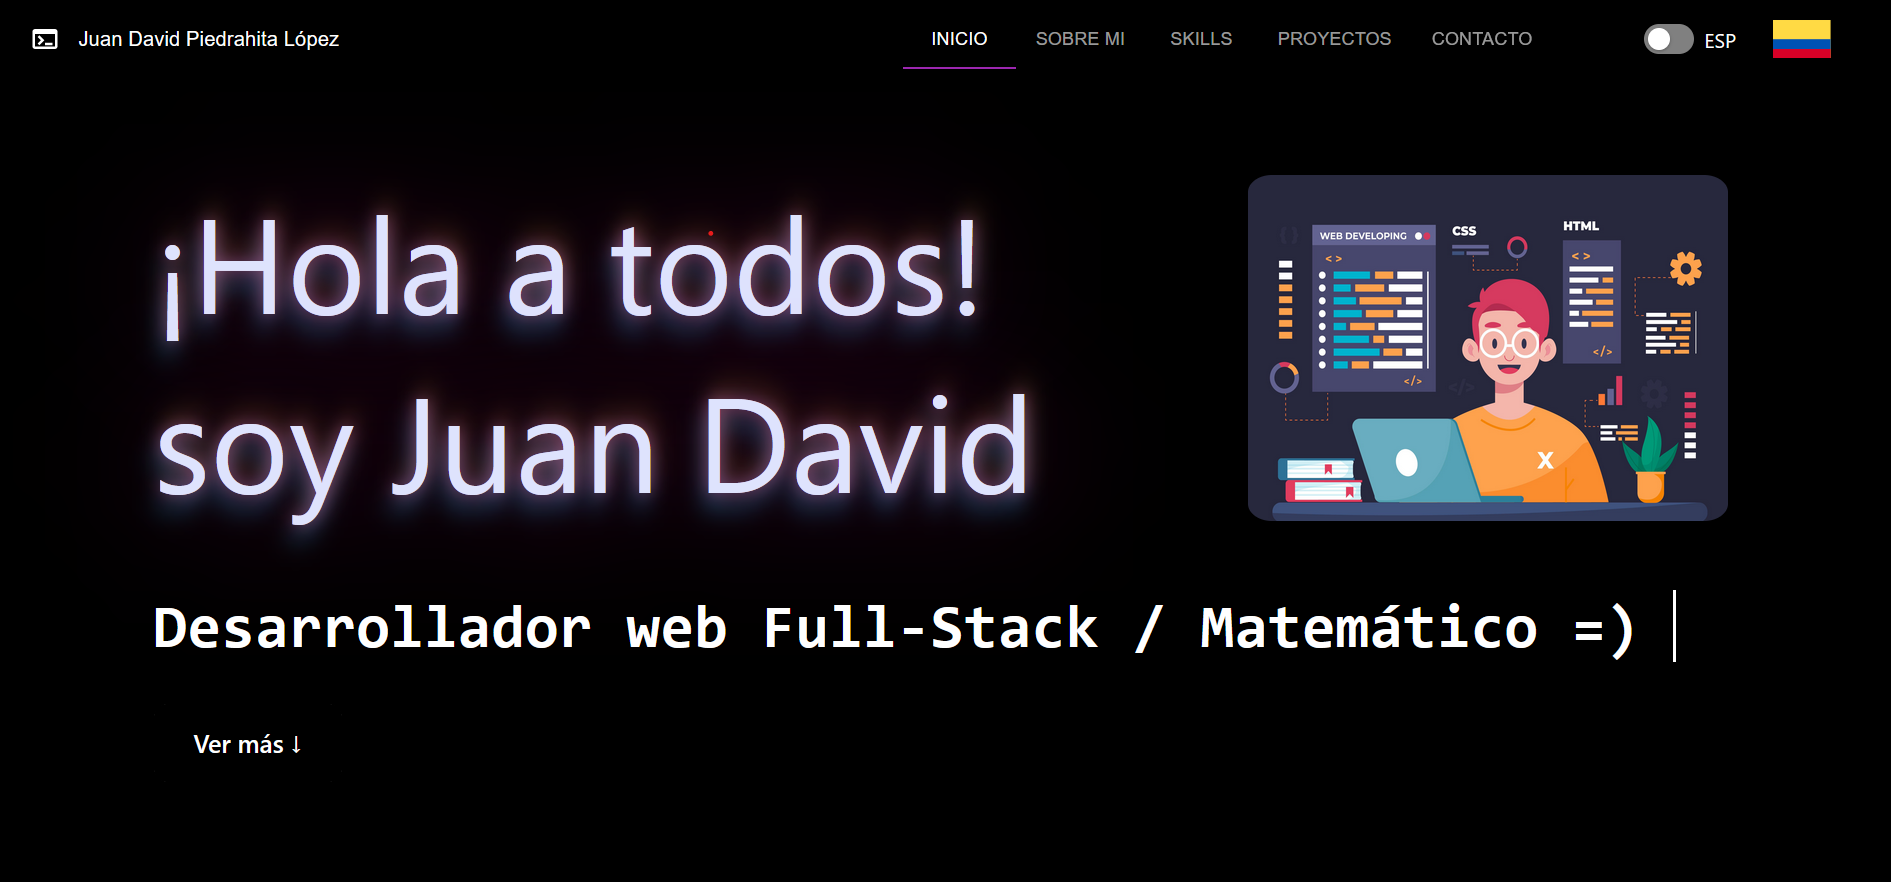 Juan David Piedrahita López
INICIO SOBRE MI SKILLS PROYECTOS CONTACTO
ESP
¡Hola a todos!
soy Juan David
WEB DEVELOPING
CSS
HTML
< >
< >
</>
</>
</>
{ }
X
Desarrollador web Full-Stack / Matemático =)
Ver más ↓